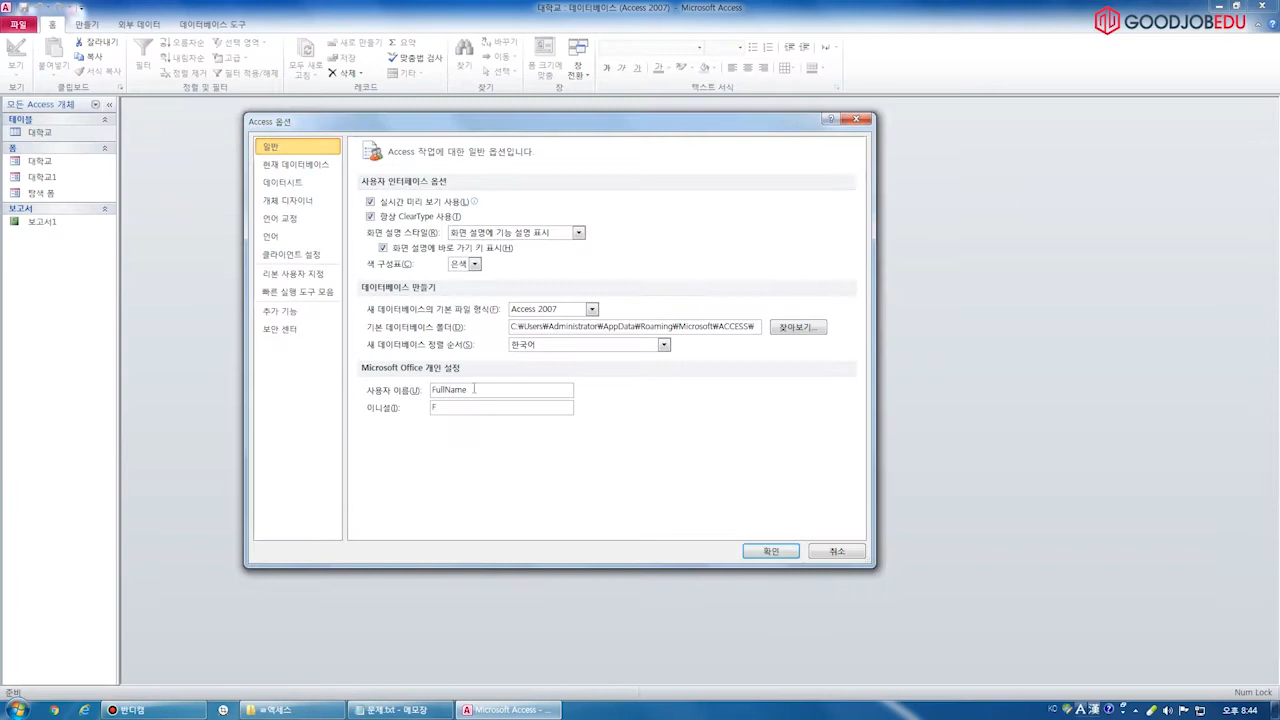 대학교 : 데이터베이스 (Access 2007) - Microsoft Access
GOODJOBEDU
파일 홈 만들기 외부 데이터 데이터베이스 도구
보기
붙여넣기
잘라내기
복사
서식 복사
필터
오름차순
내림차순
정렬 제거
선택 영역
고급
필터 적용/해제
모두 새로 고침
새로 만들기
저장
삭제
요약
맞춤법 검사
기타
찾기
바꾸기
이동
선택
폼 크기에 맞춤
창 전환
보기 클립보드 정렬 및 필터 레코드 찾기 창 텍스트 서식
모든 Access 개체
테이블
대학교
폼
대학교
대학교1
탐색 폼
보고서
보고서1
Access 옵션
일반
현재 데이터베이스
데이터시트
개체 디자이너
언어 교정
언어
클라이언트 설정
리본 사용자 지정
빠른 실행 도구 모음
추가 기능
보안 센터
Access 작업에 대한 일반 옵션입니다.
사용자 인터페이스 옵션
실시간 미리 보기 사용(L)
항상 ClearType 사용(T)
화면 설명 스타일(R): 화면 설명에 기능 설명 표시
화면 설명에 바로 가기 키 표시(H)
색 구성표(C): 은색
데이터베이스 만들기
새 데이터베이스의 기본 파일 형식(F): Access 2007
기본 데이터베이스 폴더(D): C:₩Users₩Administrator₩AppData₩Roaming₩Microsoft₩ACCESS₩ 찾아보기...
새 데이터베이스 정렬 순서(S): 한국어
Microsoft Office 개인 설정
사용자 이름(U): FullName
이니셜(I): F
확인 취소
준비 Num Lock
반디캠
문제.txt - 메모장
Microsoft Access - ...
KO
오후 8:44